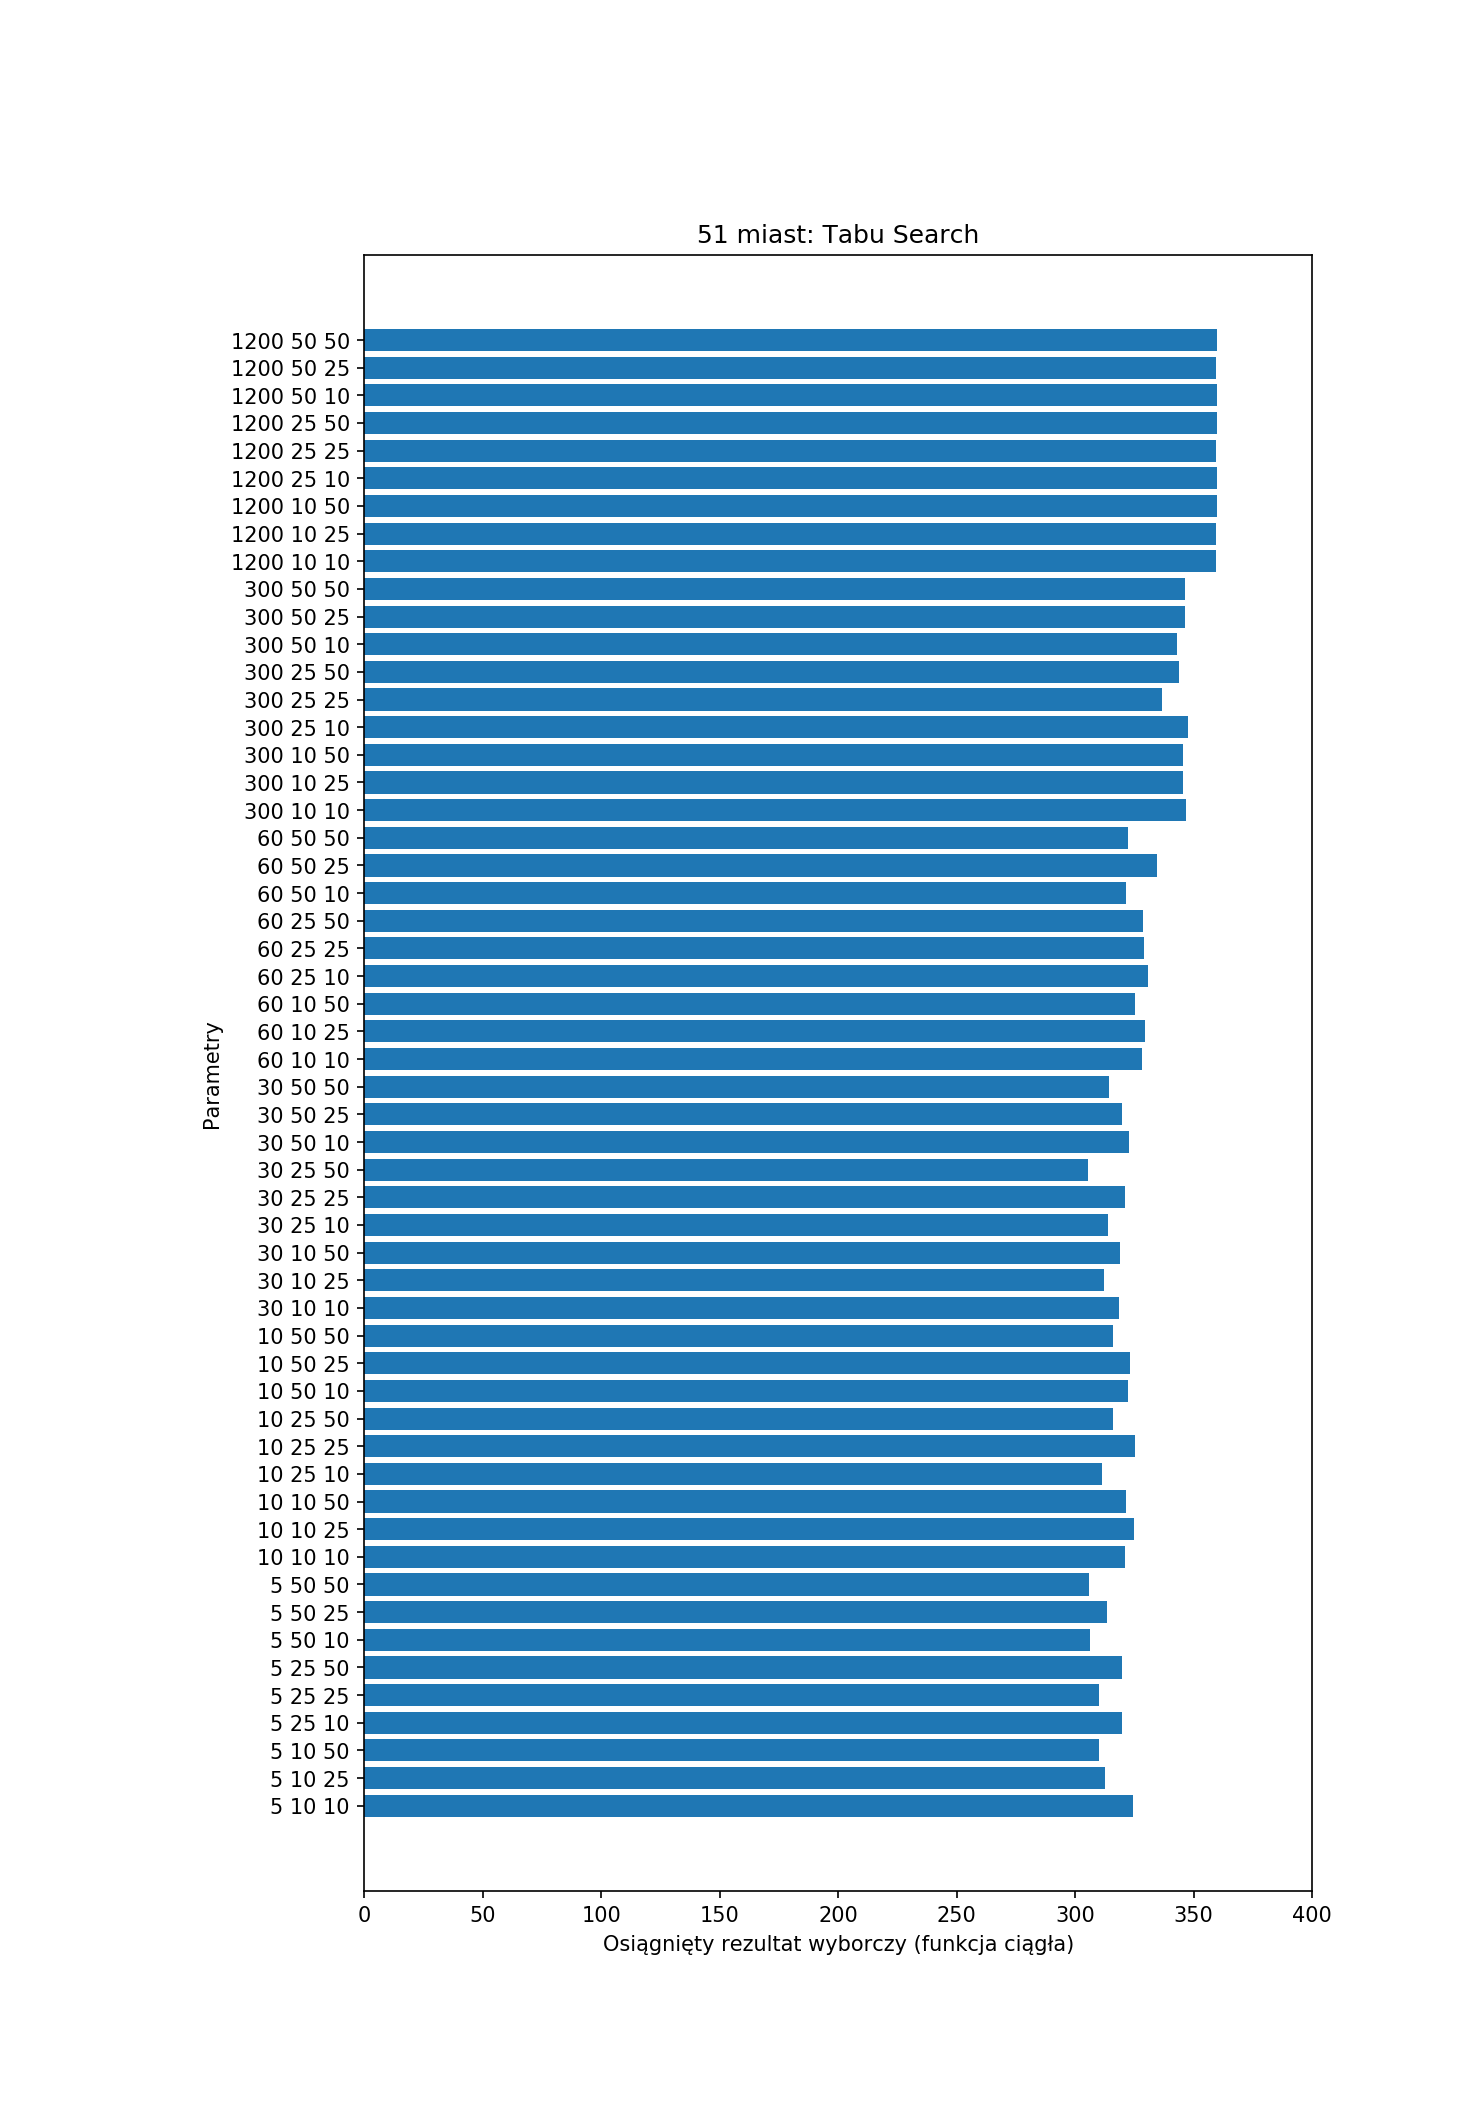 51 miast: Tabu Search
1200 50 50
1200 50 25
1200 50 10
1200 25 50
1200 25 25
1200 25 10
1200 10 50
1200 10 25
1200 10 10
300 50 50
300 50 25
300 50 10
300 25 50
300 25 25
300 25 10
300 10 50
300 10 25
300 10 10
60 50 50
60 50 25
60 50 10
60 25 50
60 25 25
60 25 10
60 10 50
60 10 25
60 10 10
30 50 50
30 50 25
30 50 10
30 25 50
30 25 25
30 25 10
30 10 50
30 10 25
30 10 10
10 50 50
10 50 25
10 50 10
10 25 50
10 25 25
10 25 10
10 10 50
10 10 25
10 10 10
5 50 50
5 50 25
5 50 10
5 25 50
5 25 25
5 25 10
5 10 50
5 10 25
5 10 10
Parametry
0 50 100 150 200 250 300 350 400
Osiągnięty rezultat wyborczy (funkcja ciągła)